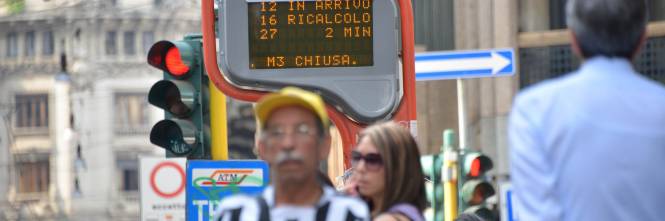 12 IN ARRIVO
16 RICALCOLO
27 2 MIN
. M3 CHIUSA.
ATM